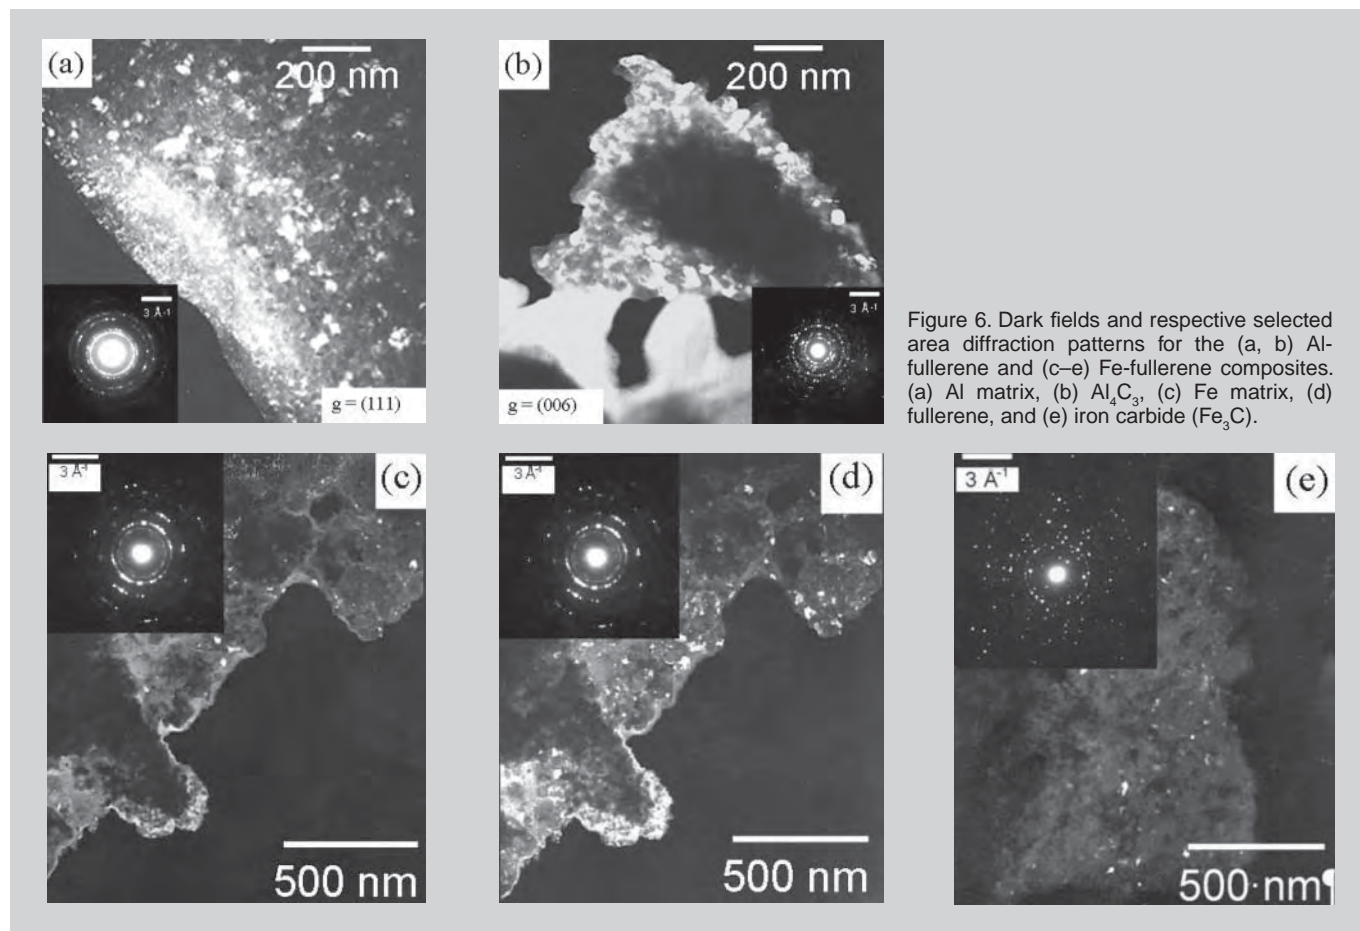 (a)
200 nm
3 Å-1
g = (111)
(b)
200 nm
3 Å-1
g = (006)
Figure 6. Dark fields and respective selected
area diffraction patterns for the (a, b) Al-
fullerene and (c–e) Fe-fullerene composites.
(a) Al matrix, (b) Al4C3, (c) Fe matrix, (d)
fullerene, and (e) iron carbide (Fe3C).
3 Å-1
(c)
500 nm
3 Å-1
(d)
500 nm
3 Å-1
(e)
500·nm¶